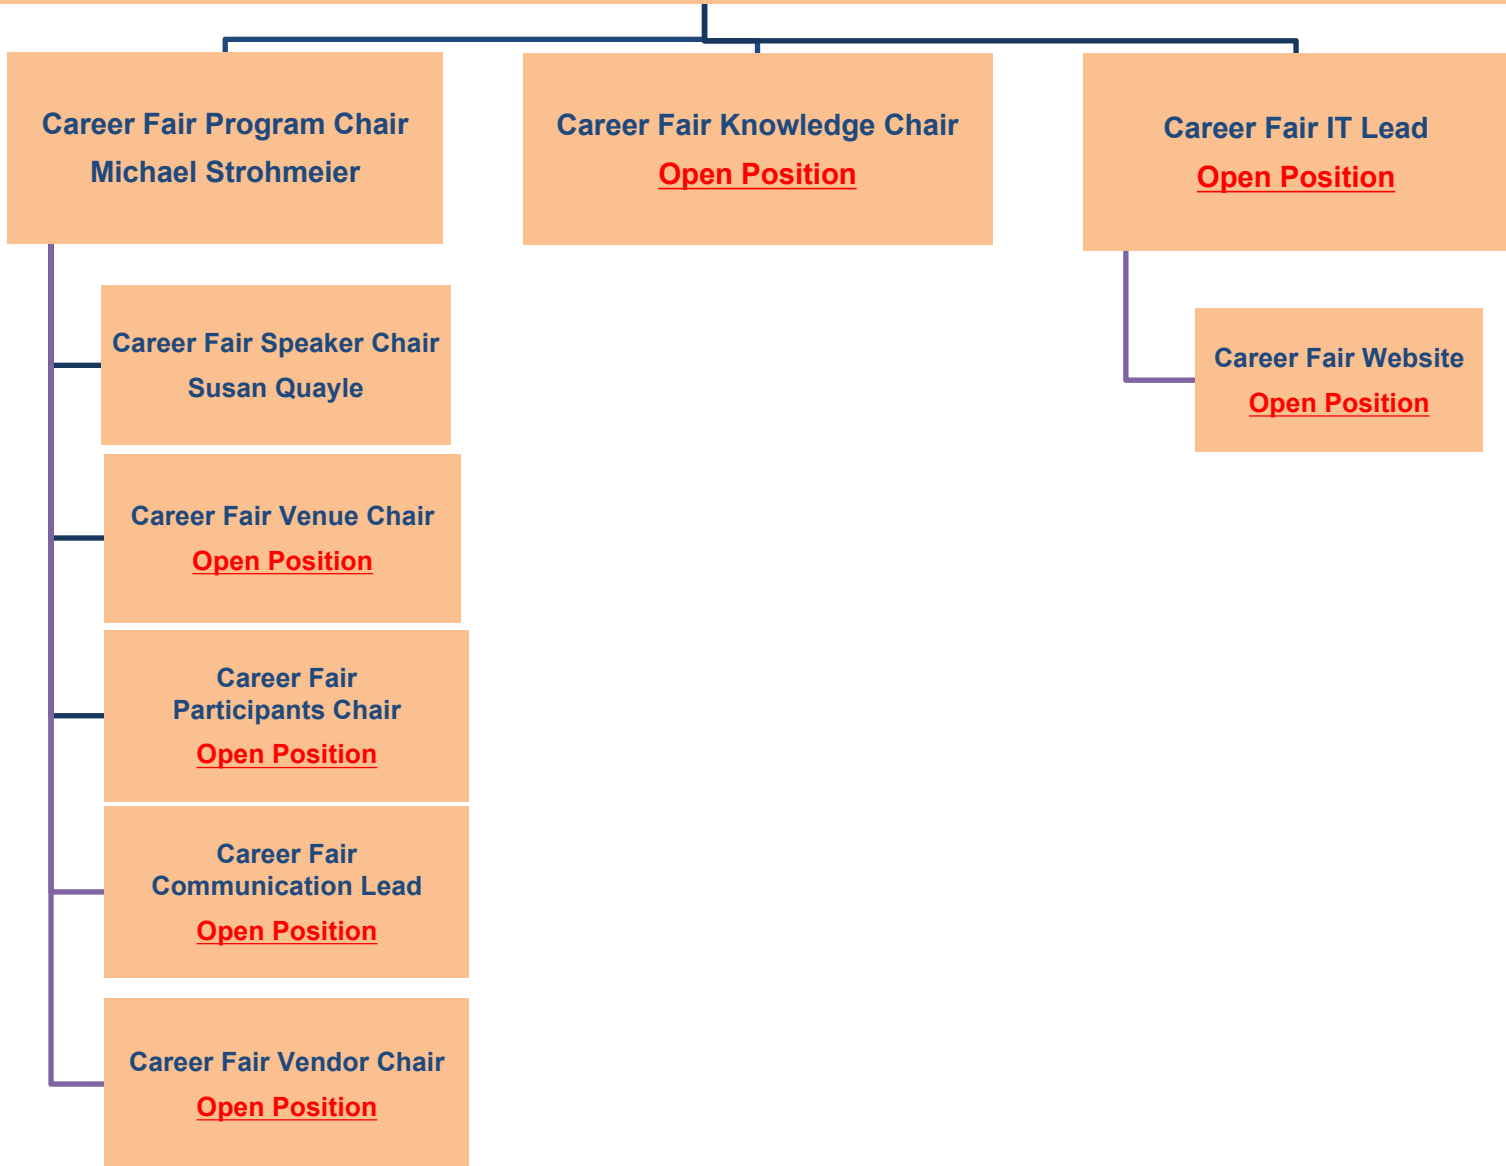 Career Fair Program Chair
Michael Strohmeier
Career Fair Knowledge Chair
Open Position
Career Fair IT Lead
Open Position
Career Fair Speaker Chair
Susan Quayle
Career Fair Website
Open Position
Career Fair Venue Chair
Open Position
Career Fair
Participants Chair
Open Position
Career Fair
Communication Lead
Open Position
Career Fair Vendor Chair
Open Position